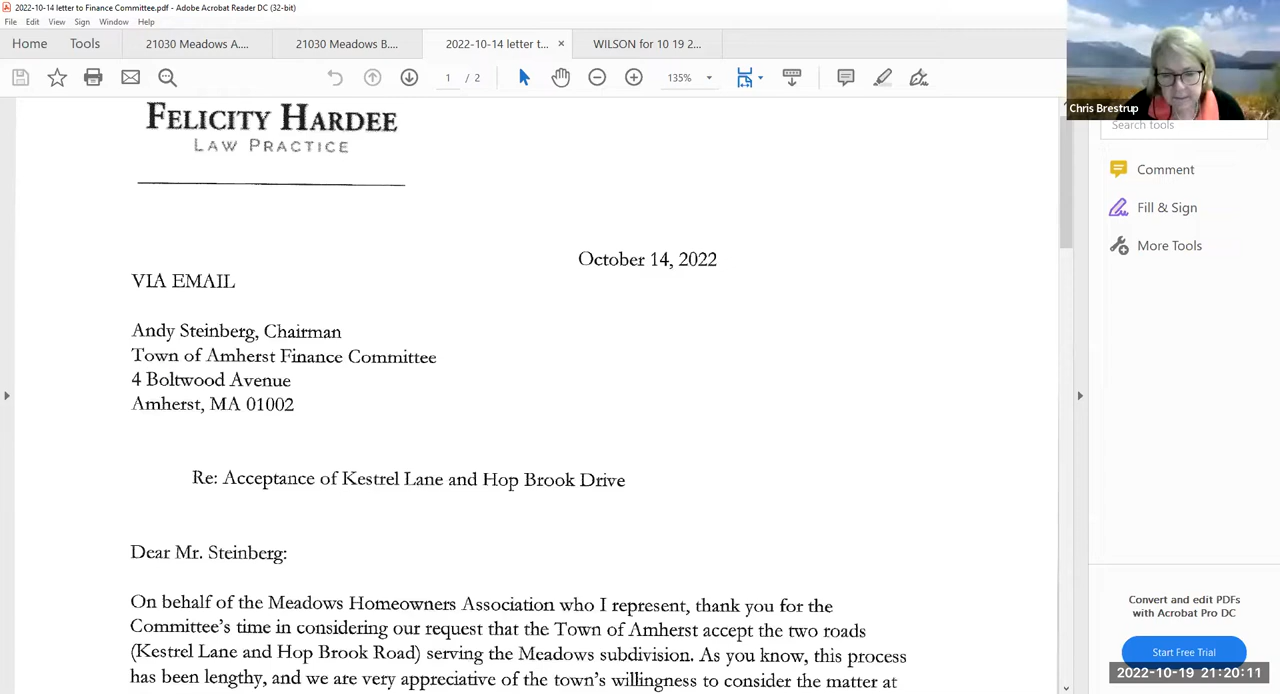 2022-10-14 letter to Finance Committee.pdf - Adobe Acrobat Reader DC (32-bit)
File Edit View Sign Window Help
Home Tools 21030 Meadows A... 21030 Meadows B.... 2022-10-14 letter t... × WILSON for 10 19 2...
1 / 2 135%
Chris Brestrup
Search tools
Comment
Fill & Sign
More Tools
FELICITY HARDEE
LAW PRACTICE
October 14, 2022
VIA EMAIL
Andy Steinberg, Chairman
Town of Amherst Finance Committee
4 Boltwood Avenue
Amherst, MA 01002
Re: Acceptance of Kestrel Lane and Hop Brook Drive
Dear Mr. Steinberg:
On behalf of the Meadows Homeowners Association who I represent, thank you for the
Committee's time in considering our request that the Town of Amherst accept the two roads
(Kestrel Lane and Hop Brook Road) serving the Meadows subdivision. As you know, this process
has been lengthy, and we are very appreciative of the town's willingness to consider the matter at
Convert and edit PDFs
with Acrobat Pro DC
Start Free Trial
2022-10-19 21:20:11